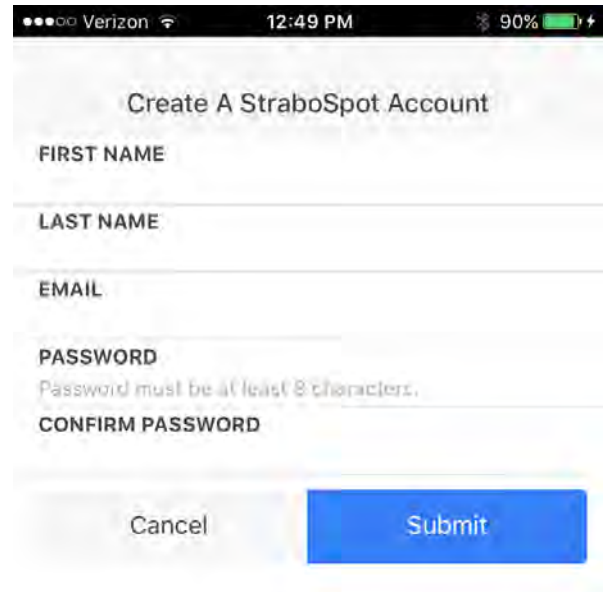 Verizon 12:49 PM 90%
Create A StraboSpot Account
FIRST NAME
LAST NAME
EMAIL
PASSWORD
Password must be at least 8 characters.
CONFIRM PASSWORD
Cancel Submit